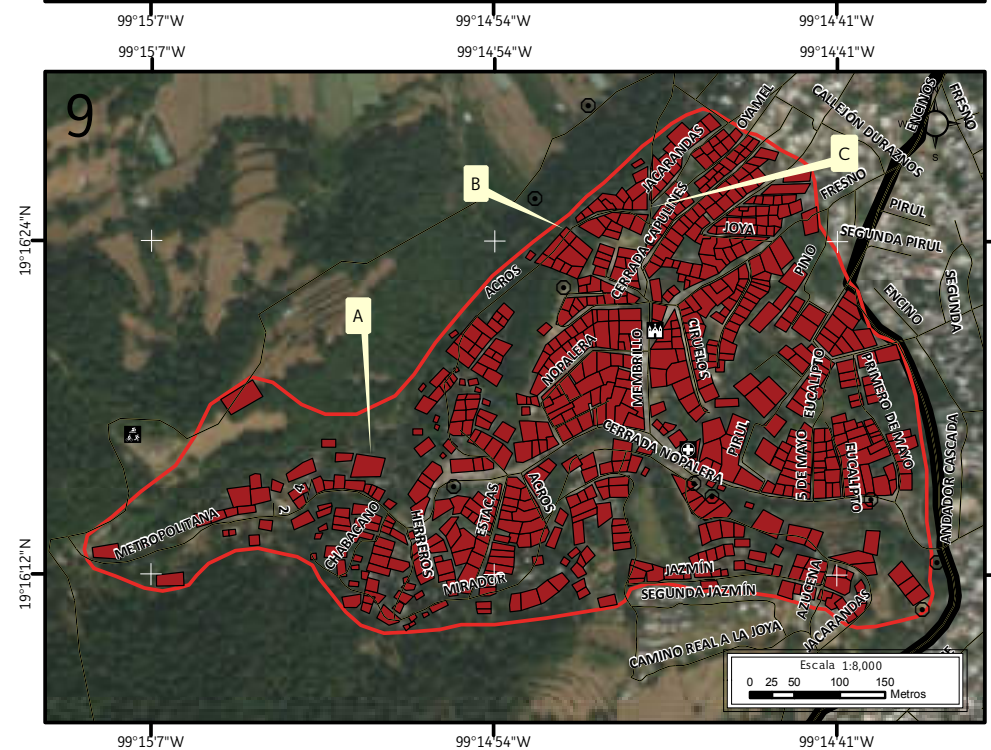 99°15'7"W 99°14'54"W 99°14'41"W
99°15'7"W 99°14'54"W 99°14'41"W
9
19°16'24"N
19°16'12"N
OYAMEL
CALLEJÓN DURAZNOS
ENCINOS
FRESNO
W
S
JACARANDAS
C
B
FRESNO
PIRUL
CERRADA CAPULINES
JOYA
SEGUNDA PIRUL
PINO
ACROS
ENCINO
SEGUNDA
A
NOPALERA
MEMBRILLO
CIRUELOS
EUCALIPTO
PRIMERO DE MAYO
CERRADA NOPALERA
PIRUL
5 DE MAYO
EUCALIPTO
ANDADOR CASCADA
4
2
METROPOLITANA
CHABACANO
MERREROS
ESTACAS
ACROS
MIRADOR
JAZMÍN
SEGUNDA JAZMÍN
AZUCENA
JACARANDAS
CAMINO REAL A LA JOYA
Escala 1:8,000
0 25 50 100 150
Metros
99°15'7"W 99°14'54"W 99°14'41"W